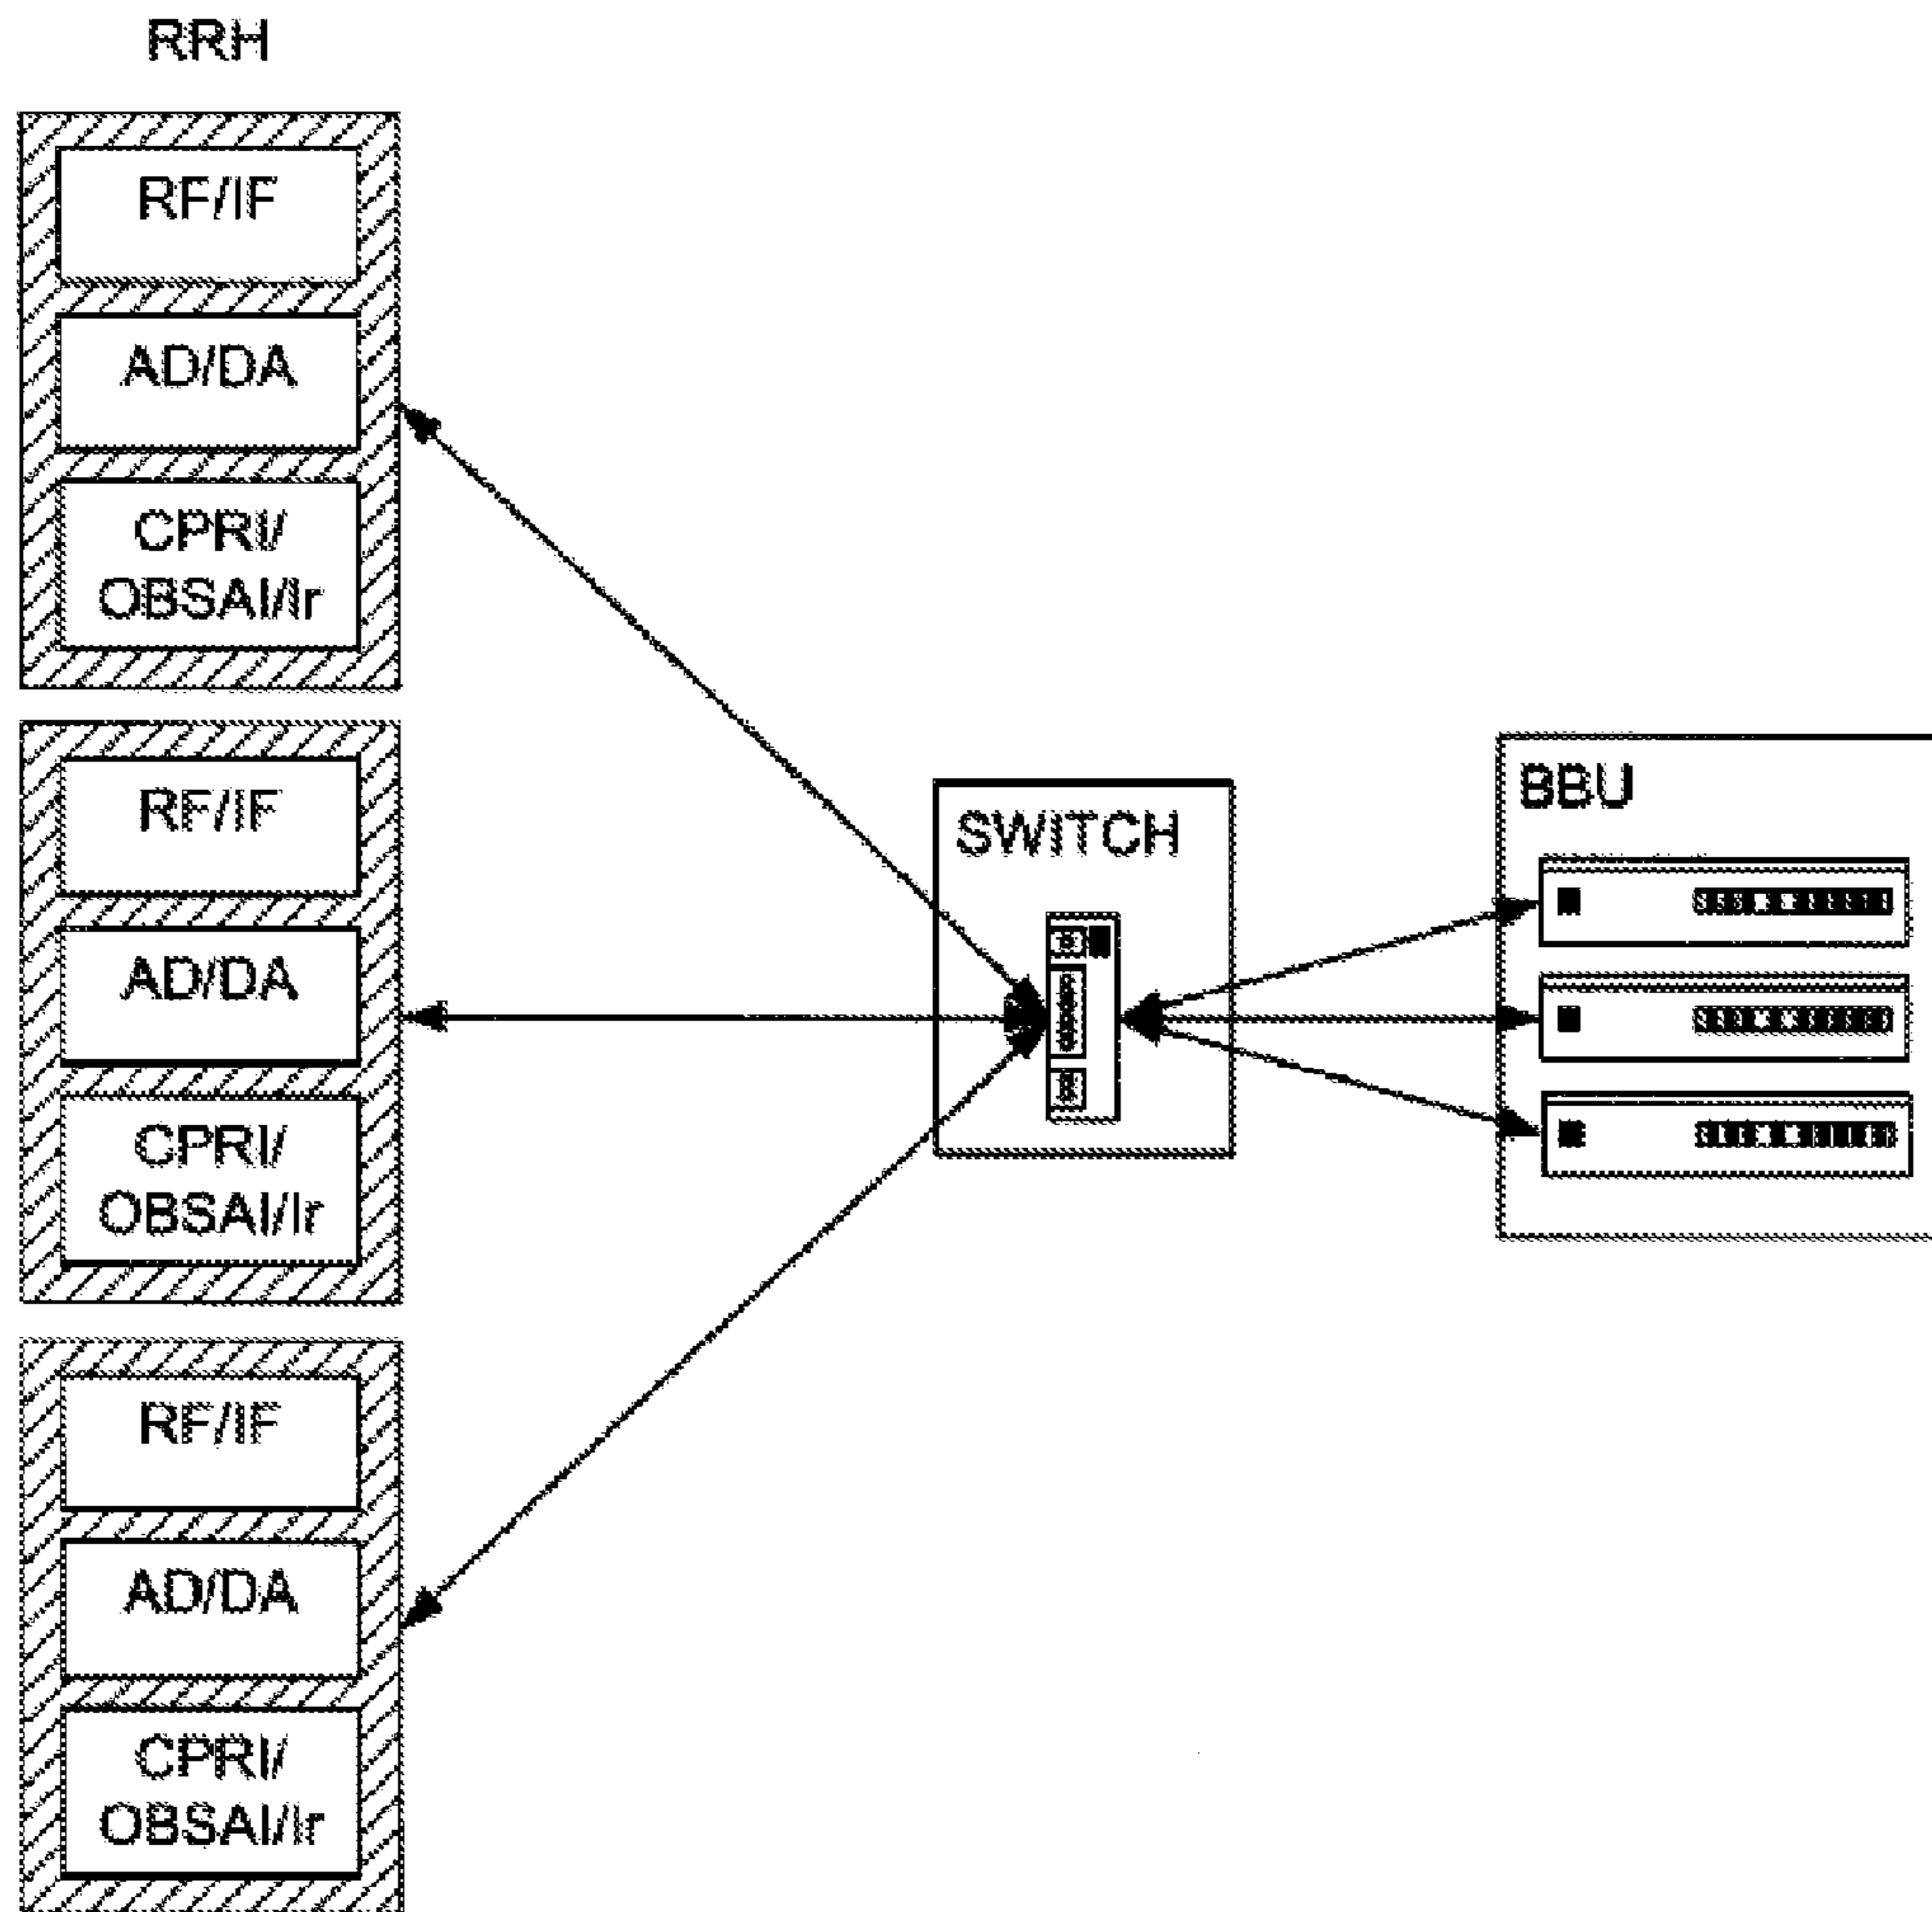 RRH
RF/IF
AD/DA
CPRI/
OBSAI/Ir
RF/IF
AD/DA
CPRI/
OBSAI/Ir
RF/IF
AD/DA
CPRI/
OBSAI/Ir
SWITCH
BBU